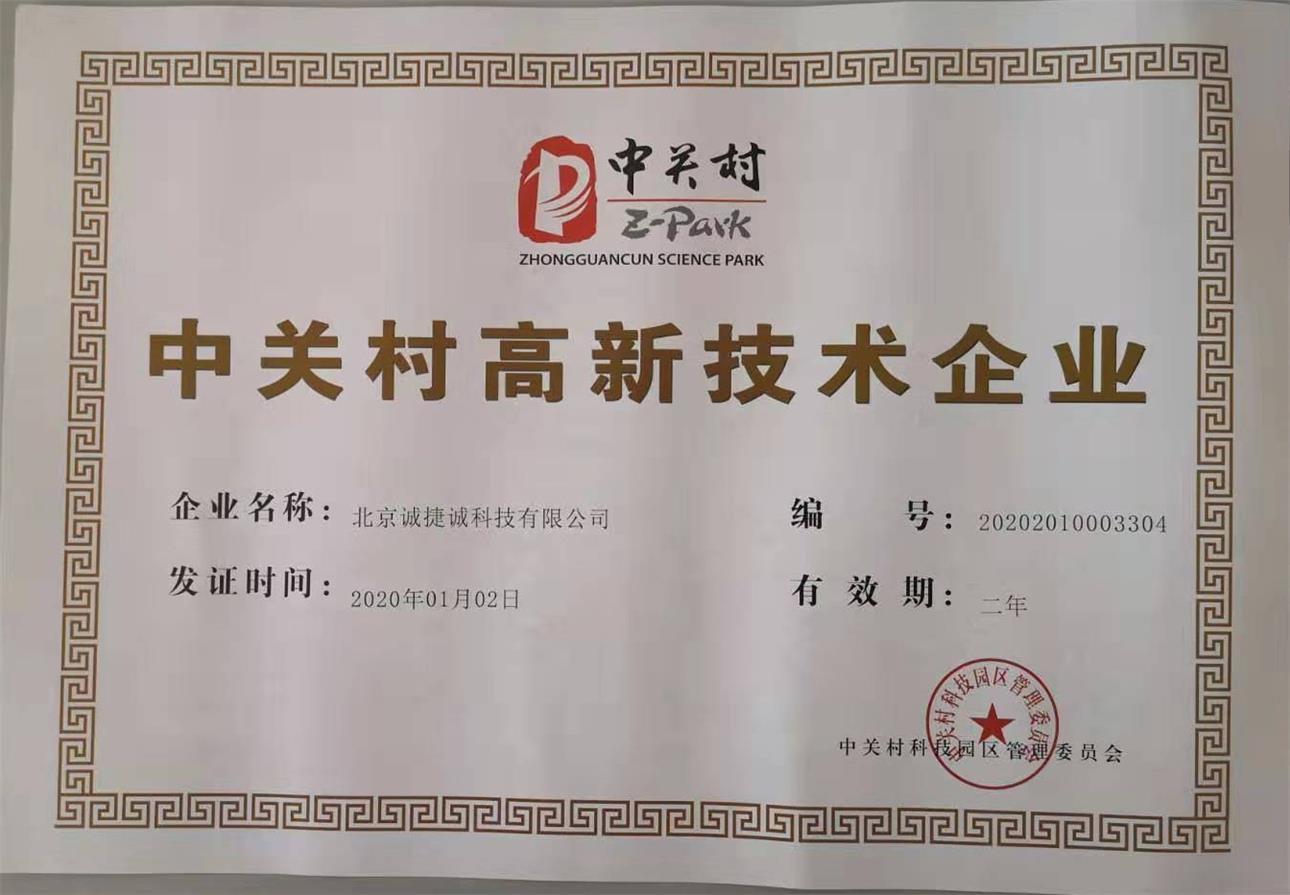 中关村
Z-Park
ZHONGGUANCUN SCIENCE PARK
中关村高新技术企业
企业名称：北京诚捷诚科技有限公司
编 号：20202010003304
发证时间：2020年01月02日
有效期：二年
中关村科技园区管理委员会
中关村科技园区管理委员会